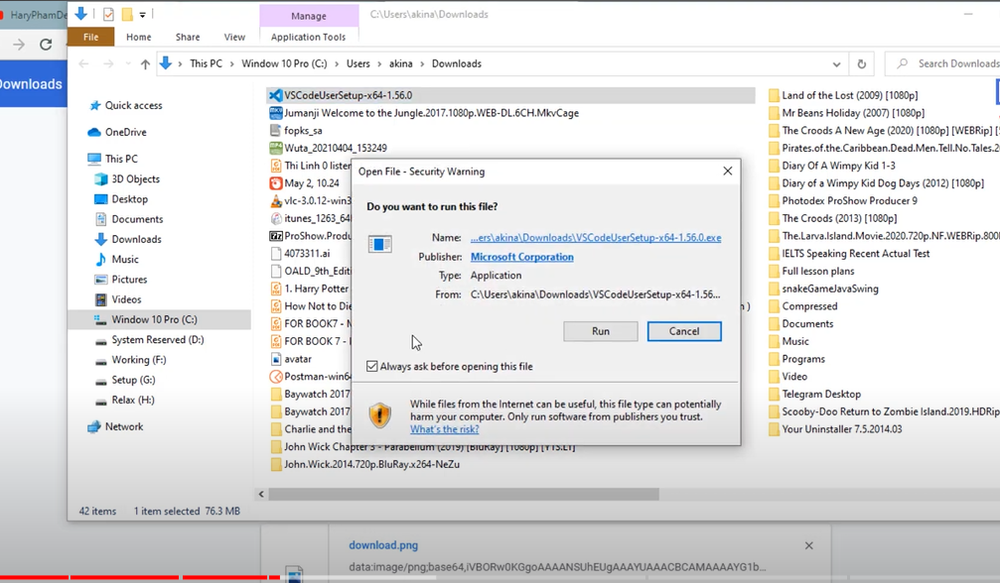 HaryPhamDe
Manage
C:\Users\akina\Downloads
File
Home
Share
View
Application Tools
This PC
Windows 10 Pro (C:)
Users
akina
Downloads
Search Downloads
Downloads
Quick access
OneDrive
This PC
3D Objects
Desktop
Documents
Downloads
Music
Pictures
Videos
Window 10 Pro (C:)
System Reserved (D:)
Working (F:)
Setup (G:)
Relax (H:)
Network
VSCodeUserSetup-x64-1.56.0
Jumanji Welcome to the Jungle.2017.1080p.WEB-DL.6CH.MkvCage
fopks_sa
Wuta_20210404_153249
Thi Linh 0 listen
May 2, 10.24
vlc-3.0.12-win3
itunes_1263_64
ProShow.Produ
4073311.ai
OALD_9th_Edit
1. Harry Potter
How Not to Die
FOR BOOK7 - M
FOR BOOK 7 -
avatar
Postman-win64
Baywatch 2017
Baywatch 2017
Charlie and the
John Wick Chapter 3 - Parabellum (2019) [BluRay] [1080p] [YTS.LT]
John.Wick.2014.720p.BluRay.x264-NeZu
Land of the Lost (2009) [1080p]
Mr Beans Holiday (2007) [1080p]
The Croods A New Age (2020) [1080p] [WEBRip]
Pirates.of.the.Caribbean.Dead.Men.Tell.No.Tales.
Diary Of A Wimpy Kid 1-3
Diary of a Wimpy Kid Dog Days (2012) [1080p]
Photodex ProShow Producer 9
The Croods (2013) [1080p]
The.Larva.Island.Movie.2020.720p.NF.WEBRip.800
IELTS Speaking Recent Actual Test
Full lesson plans
snakeGameJavaSwing
Compressed
Documents
Music
Programs
Video
Telegram Desktop
Scooby-Doo Return to Zombie Island.2019.HDRip
Your Uninstaller 7.5.2014.03
Open File - Security Warning
Do you want to run this file?
Name: ...ers\akina\Downloads\VSCodeUserSetup-x64-1.56.0.exe
Publisher: Microsoft Corporation
Type: Application
From: C:\Users\akina\Downloads\VSCodeUserSetup-x64-1.56...
Run
Cancel
Always ask before opening this file
While files from the Internet can be useful, this file type can potentially
harm your computer. Only run software from publishers you trust.
What's the risk?
42 items 1 item selected 76.3 MB
download.png
data:image/png;base64,iVBORw0KGgoAAAANSUhEUgAAAYUAAACBCAMAAAAYG1b...